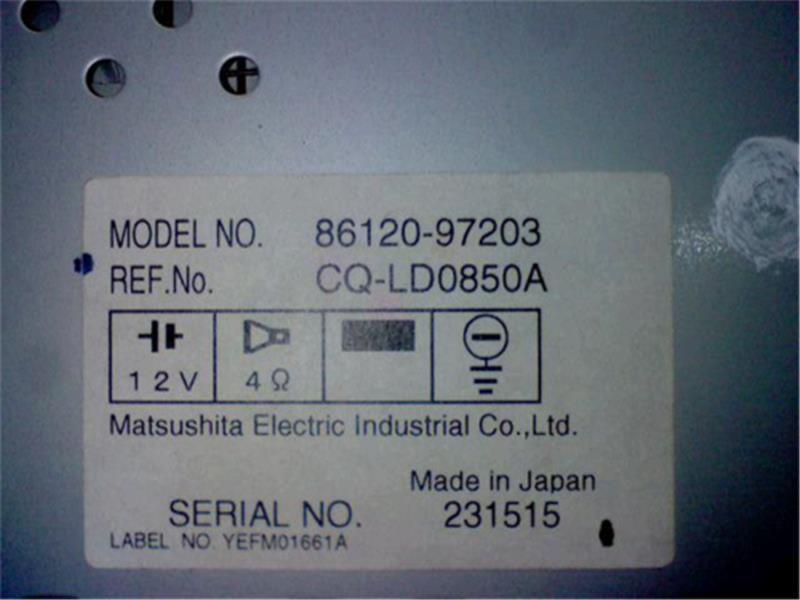 MODEL NO. 86120-97203
REF.No. CQ-LD0850A
12V 4Ω
Matsushita Electric Industrial Co.,Ltd.
Made in Japan
SERIAL NO. 231515
LABEL NO. YEFM01661A